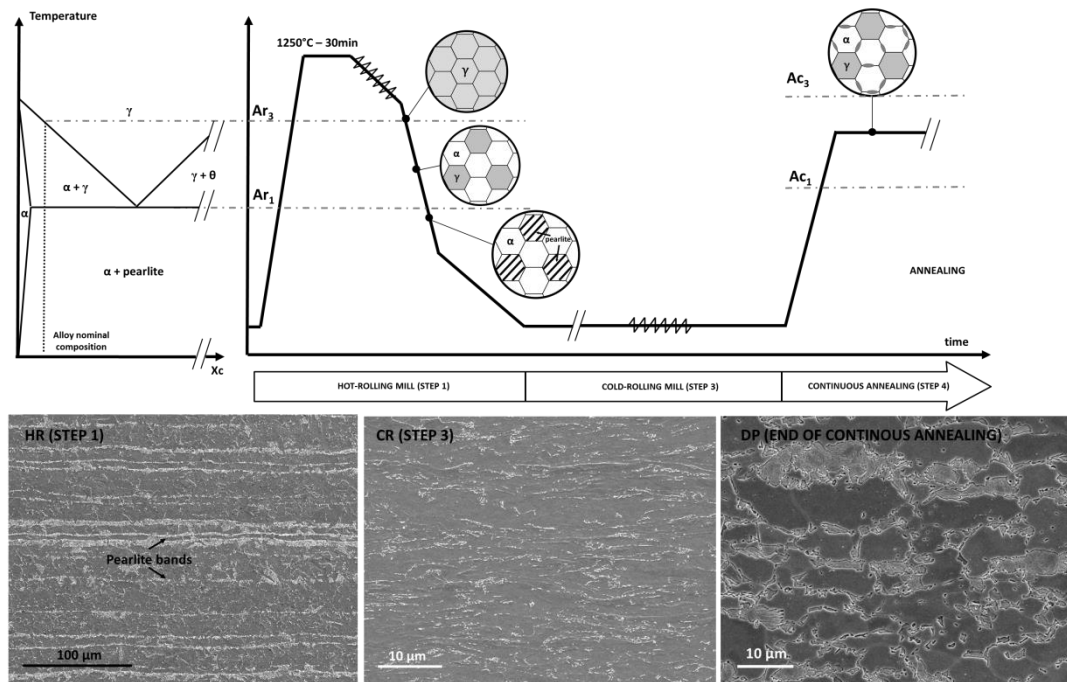 Temperature
γ
α + γ
γ + θ
α
α + pearlite
Alloy nominal
composition
Xc
1250°C – 30min
Ar3
Ar1
γ
α
γ
α
pearlite
α
γ
Ac3
Ac1
ANNEALING
time
HOT-ROLLING MILL (STEP 1)
COLD-ROLLING MILL (STEP 3)
CONTINUOUS ANNEALING (STEP 4)
HR (STEP 1)
Pearlite bands
100 µm
CR (STEP 3)
10 µm
DP (END OF CONTINOUS ANNEALING)
10 µm